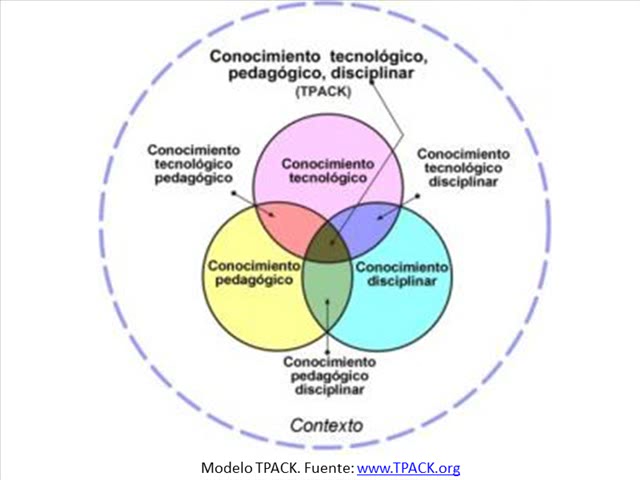 Conocimiento tecnológico,
pedagógico, disciplinar
(TPACK)
Conocimiento
tecnológico
pedagógico
Conocimiento
tecnológico
Conocimiento
tecnológico
disciplinar
Conocimiento
pedagógico
Conocimiento
disciplinar
Conocimiento
pedagógico
disciplinar
Contexto
Modelo TPACK. Fuente: www.TPACK.org